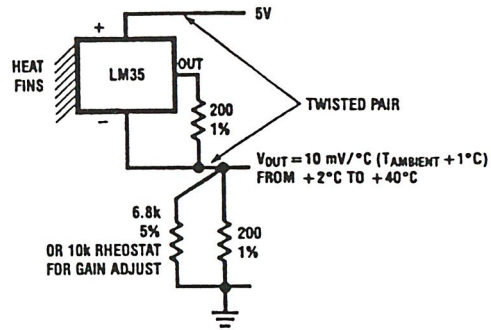 5V
+
HEAT
FINS
LM35
OUT
200
1%
TWISTED PAIR
−
VOUT = 10 mV/°C (TAMBIENT + 1°C)
FROM +2°C TO +40°C
6.8k
5%
OR 10k RHEOSTAT
FOR GAIN ADJUST
200
1%